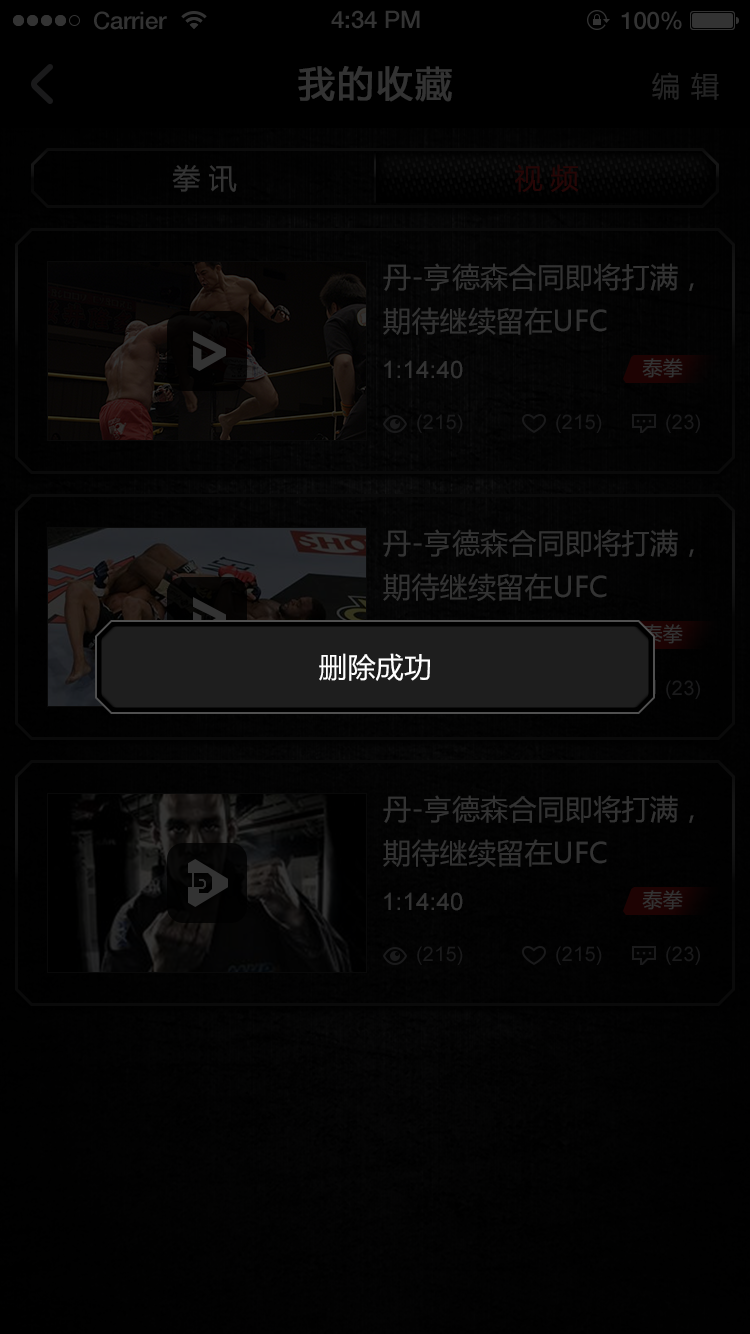 Carrier 4:34 PM 100%
我的收藏 编 辑
拳 讯 视 频
丹-亨德森合同即将打满，
期待继续留在UFC
1:14:40 泰拳
(215) (215) (23)
丹-亨德森合同即将打满，
期待继续留在UFC
泰拳
删除成功
(23)
丹-亨德森合同即将打满，
期待继续留在UFC
1:14:40 泰拳
(215) (215) (23)